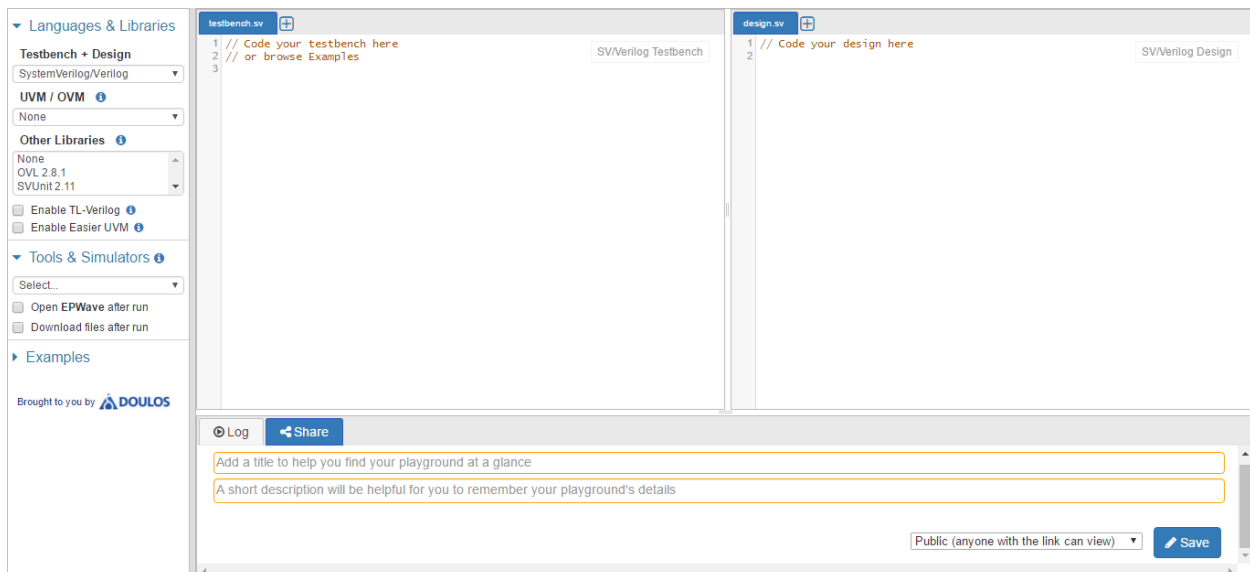 Languages & Libraries
Testbench + Design
SystemVerilog/Verilog
UVM / OVM
None
Other Libraries
None
OVL 2.8.1
SVUnit 2.11
Enable TL-Verilog
Enable Easier UVM
Tools & Simulators
Select...
Open EPWave after run
Download files after run
Examples
Brought to you by DOULOS
testbench.sv
1 // Code your testbench here
2 // or browse Examples
3
SV/Verilog Testbench
design.sv
1 // Code your design here
2
SV/Verilog Design
Log
Share
Add a title to help you find your playground at a glance
A short description will be helpful for you to remember your playground's details
Public (anyone with the link can view)
Save